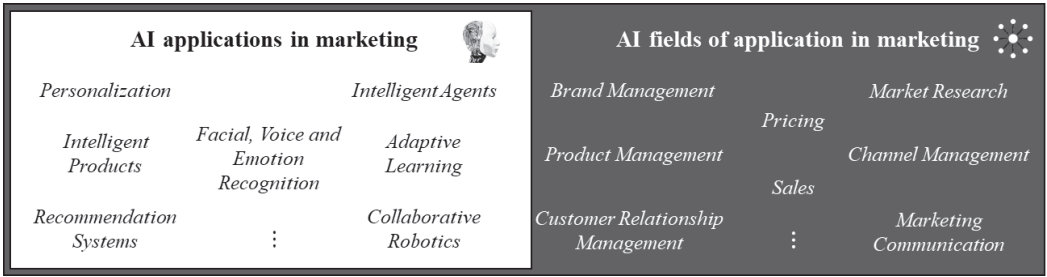 AI applications in marketing
Personalization
Intelligent Agents
Intelligent
Products
Facial, Voice and
Emotion
Recognition
Adaptive
Learning
Recommendation
Systems
⋮
Collaborative
Robotics
AI fields of application in marketing
Brand Management
Market Research
Pricing
Product Management
Channel Management
Sales
Customer Relationship
Management
⋮
Marketing
Communication